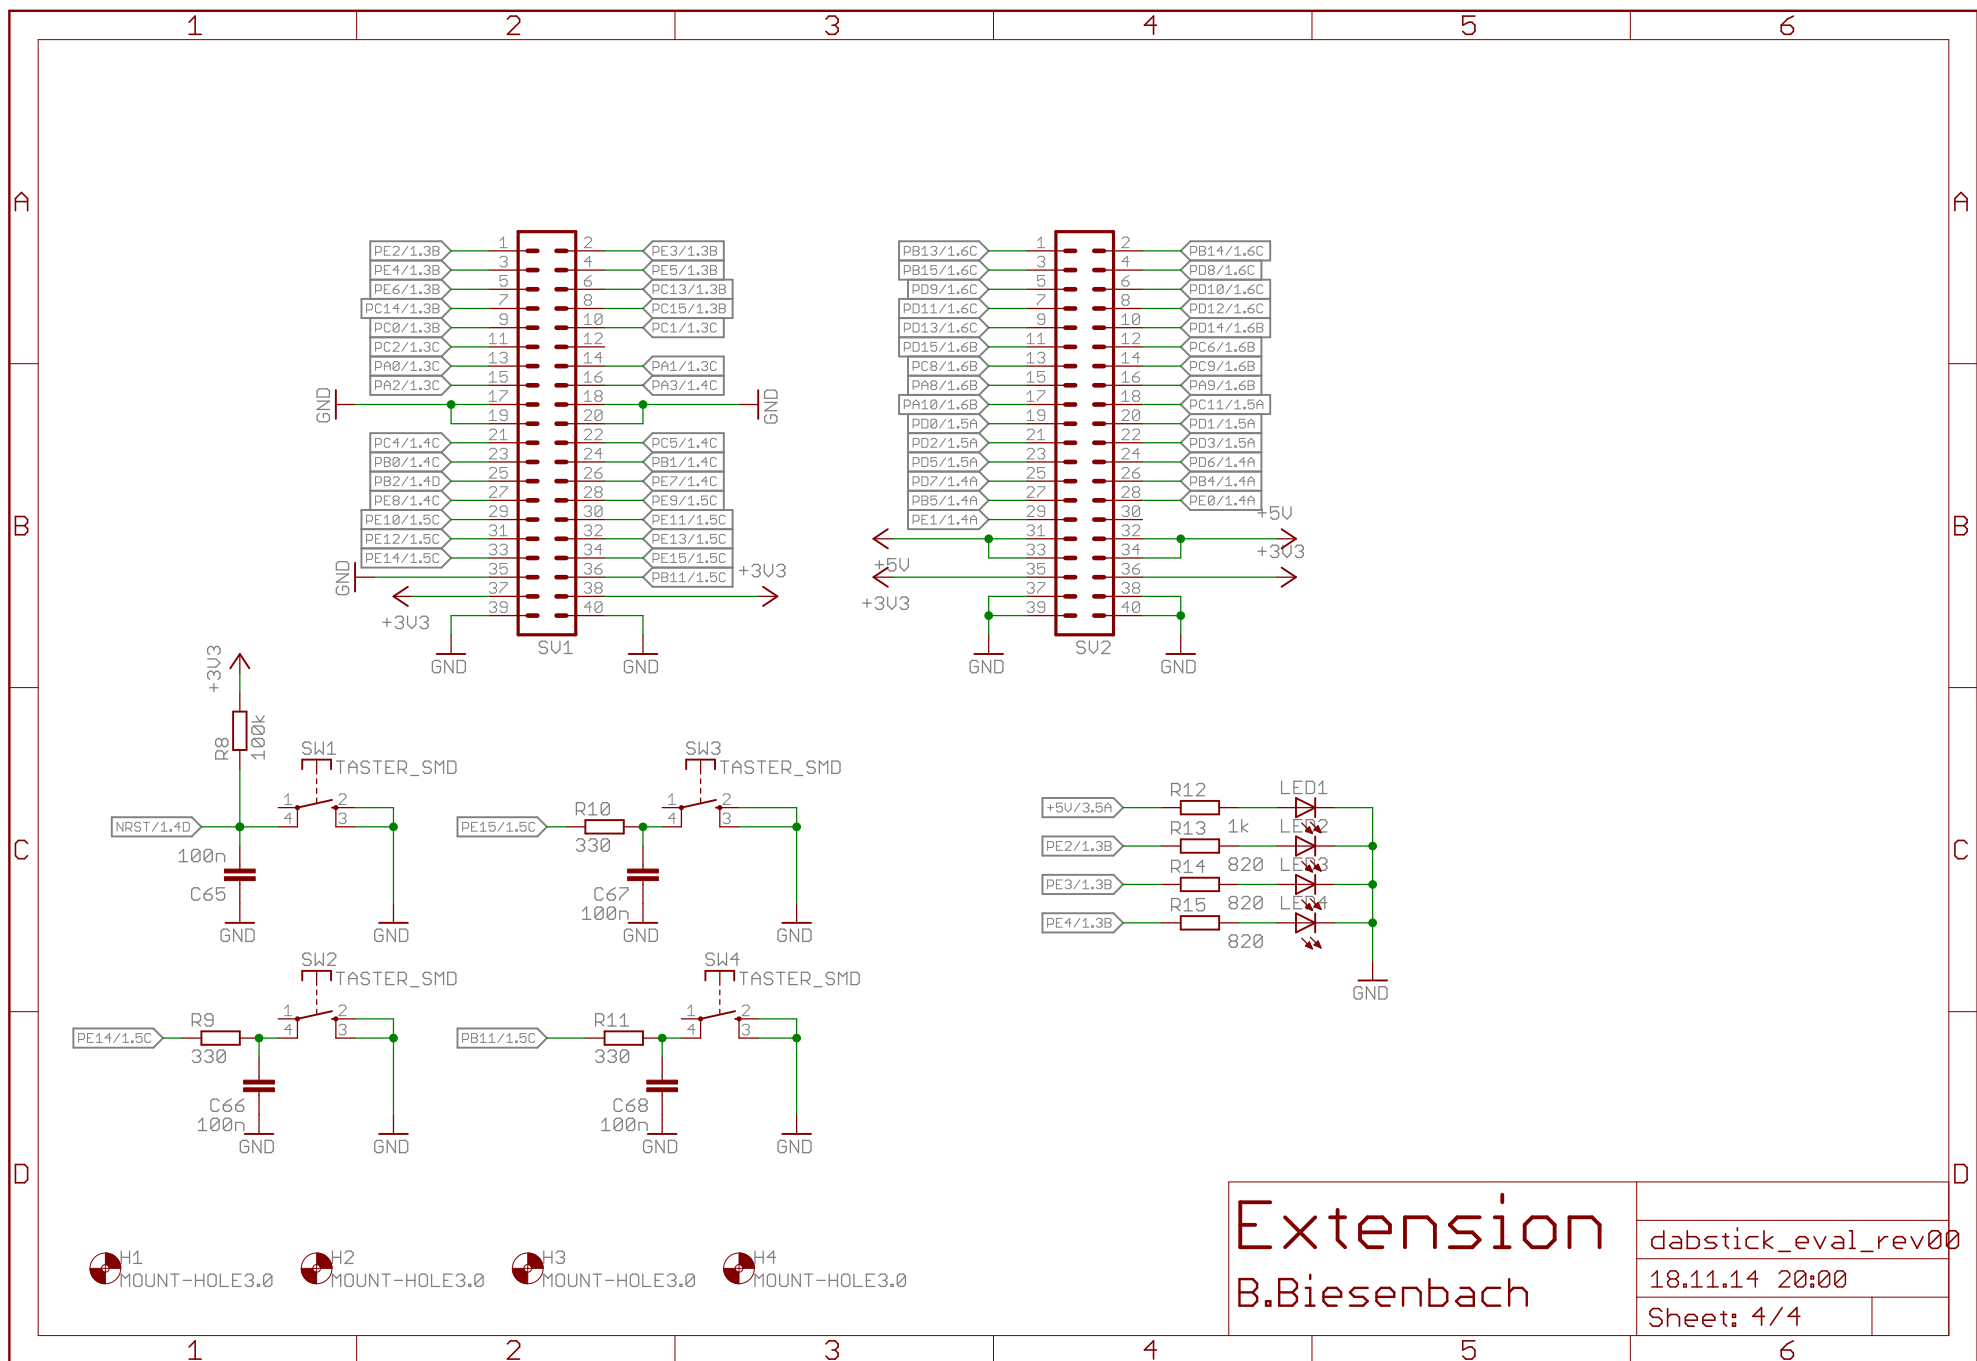 1 2 3 4 5 6
A A
B B
C C
D D
PE2/1.3B 1 2 PE3/1.3B
PE4/1.3B 3 4 PE5/1.3B
PE6/1.3B 5 6 PC13/1.3B
PC14/1.3B 7 8 PC15/1.3B
PC0/1.3B 9 10 PC1/1.3C
PC2/1.3C 11 12
PA0/1.3C 13 14 PA1/1.3C
PA2/1.3C 15 16 PA3/1.4C
GND 17 18 GND
19 20
PC4/1.4C 21 22 PC5/1.4C
PB0/1.4C 23 24 PB1/1.4C
PB2/1.4D 25 26 PE7/1.4C
PE8/1.4C 27 28 PE9/1.5C
PE10/1.5C 29 30 PE11/1.5C
PE12/1.5C 31 32 PE13/1.5C
PE14/1.5C 33 34 PE15/1.5C
GND 35 36 PB11/1.5C +3V3
37 38
+3V3 39 40
SV1
GND GND
PB13/1.6C 1 2 PB14/1.6C
PB15/1.6C 3 4 PD8/1.6C
PD9/1.6C 5 6 PD10/1.6C
PD11/1.6C 7 8 PD12/1.6C
PD13/1.6C 9 10 PD14/1.6B
PD15/1.6B 11 12 PC6/1.6B
PC8/1.6B 13 14 PC9/1.6B
PA8/1.6B 15 16 PA9/1.6B
PA10/1.6B 17 18 PC11/1.5A
PD0/1.5A 19 20 PD1/1.5A
PD2/1.5A 21 22 PD3/1.5A
PD5/1.5A 23 24 PD6/1.4A
PD7/1.4A 25 26 PB4/1.4A
PB5/1.4A 27 28 PE0/1.4A
PE1/1.4A 29 30 +5V
31 32
33 34 +3V3
+5V 35 36
37 38
+3V3 39 40
SV2
GND GND
+3V3
R8 100k
SW1
TASTER_SMD
1 2
4 3
NRST/1.4D
100n
C65
GND GND
SW3
TASTER_SMD
1 2
4 3
PE15/1.5C
R10
330
C67
100n
GND GND
SW2
TASTER_SMD
1 2
4 3
PE14/1.5C
R9
330
C66
100n
GND GND
SW4
TASTER_SMD
1 2
4 3
PB11/1.5C
R11
330
C68
100n
GND GND
+5V/3.5A R12 1k LED1
PE2/1.3B R13 820 LED2
PE3/1.3B R14 820 LED3
PE4/1.3B R15 820 LED4
GND
H1
MOUNT-HOLE3.0
H2
MOUNT-HOLE3.0
H3
MOUNT-HOLE3.0
H4
MOUNT-HOLE3.0
Extension
B.Biesenbach
dabstick_eval_rev00
18.11.14 20:00
Sheet: 4/4
1 2 3 4 5 6